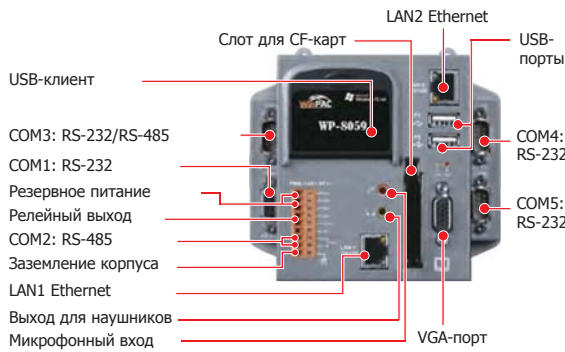 LAN2 Ethernet
Слот для CF-карт
USB-
порты
USB-клиент
WinPAC
WP-8059
COM3: RS-232/RS-485
COM4:
RS-232
COM1: RS-232
Резервное питание
Релейный выход
COM5:
RS-232
COM2: RS-485
Заземление корпуса
LAN1 Ethernet
Выход для наушников
Микрофонный вход
VGA-порт